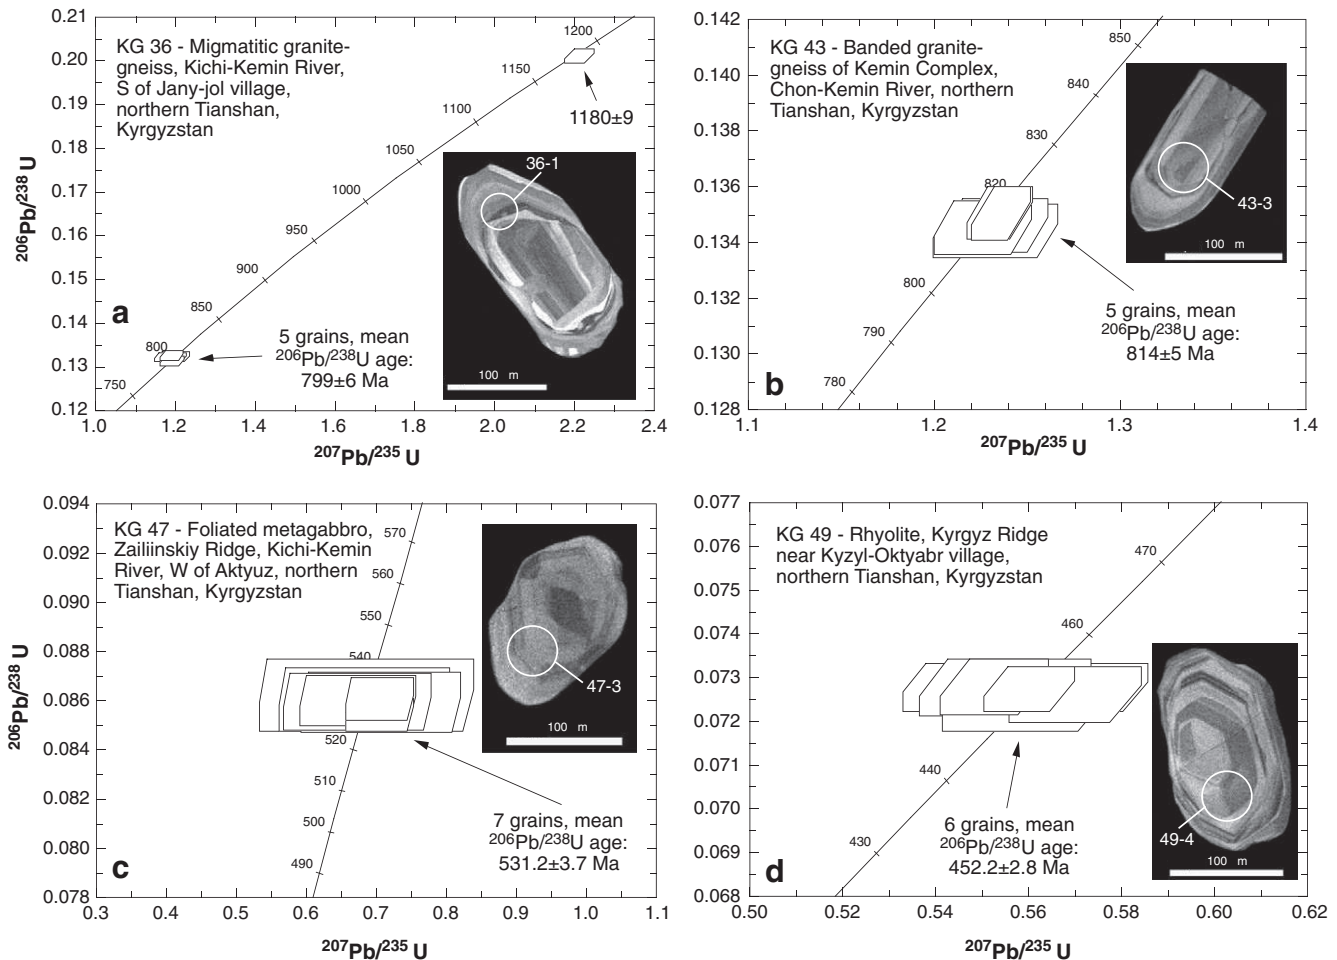 0.21
0.20
0.19
0.18
0.17
0.16
0.15
0.14
0.13
0.12
206Pb/238U
KG 36 - Migmatitic granite-
gneiss, Kichi-Kemin River,
S of Jany-jol village,
northern Tianshan,
Kyrgyzstan
1200
1150
1100
1050
1000
950
900
850
800
750
1180±9
36-1
100 m
5 grains, mean
206Pb/238U age:
799±6 Ma
a
1.0 1.2 1.4 1.6 1.8 2.0 2.2 2.4
207Pb/235 U
0.142
0.140
0.138
0.136
0.134
0.132
0.130
0.128
KG 43 - Banded granite-
gneiss of Kemin Complex,
Chon-Kemin River, northern
Tianshan, Kyrgyzstan
850
840
830
820
800
790
780
43-3
100 m
5 grains, mean
206Pb/238U age:
814±5 Ma
b
1.1 1.2 1.3 1.4
207Pb/235 U
0.094
0.092
0.090
0.088
0.086
0.084
0.082
0.080
0.078
206Pb/238 U
KG 47 - Foliated metagabbro,
Zailiinskiy Ridge, Kichi-Kemin
River, W of Aktyuz, northern
Tianshan, Kyrgyzstan
570
560
550
540
520
510
500
490
47-3
100 m
7 grains, mean
206Pb/238U age:
531.2±3.7 Ma
c
0.3 0.4 0.5 0.6 0.7 0.8 0.9 1.0 1.1
207Pb/235 U
0.077
0.076
0.075
0.074
0.073
0.072
0.071
0.070
0.069
0.068
KG 49 - Rhyolite, Kyrgyz Ridge
near Kyzyl-Oktyabr village,
northern Tianshan, Kyrgyzstan
470
460
440
430
49-4
100 m
6 grains, mean
206Pb/238U age:
452.2±2.8 Ma
d
0.50 0.52 0.54 0.56 0.58 0.60 0.62
207Pb/235 U